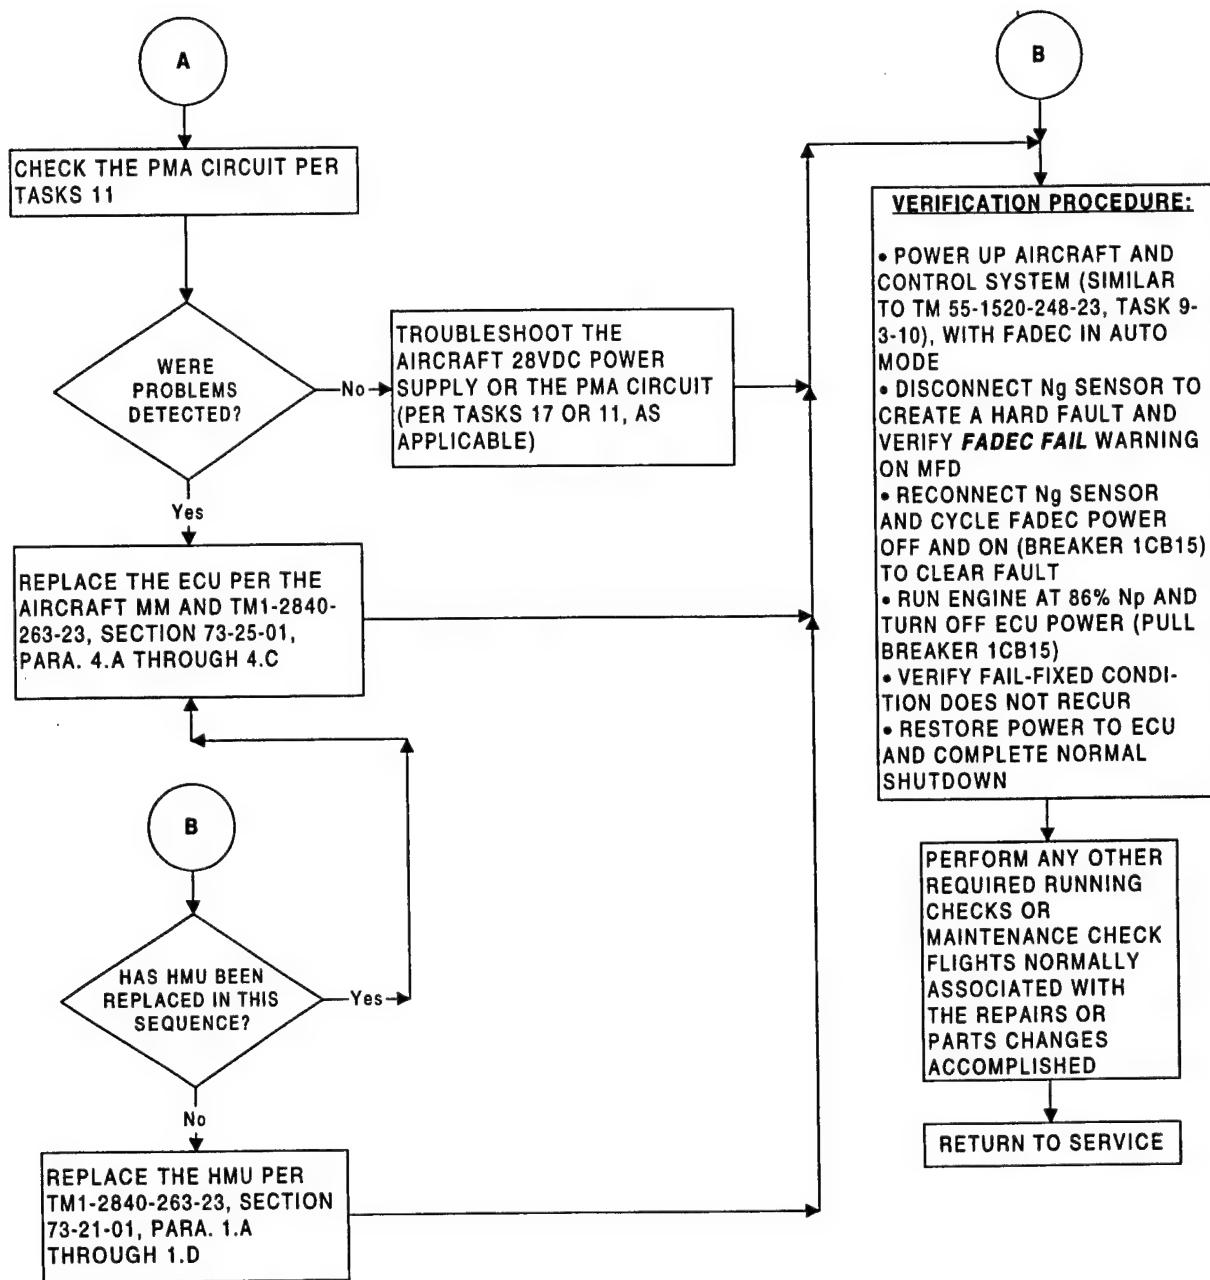 A
CHECK THE PMA CIRCUIT PER
TASKS 11
WERE
PROBLEMS
DETECTED?
No
TROUBLESHOOT THE
AIRCRAFT 28VDC POWER
SUPPLY OR THE PMA CIRCUIT
(PER TASKS 17 OR 11, AS
APPLICABLE)
Yes
REPLACE THE ECU PER THE
AIRCRAFT MM AND TM1-2840-
263-23, SECTION 73-25-01,
PARA. 4.A THROUGH 4.C
B
HAS HMU BEEN
REPLACED IN THIS
SEQUENCE?
Yes
No
REPLACE THE HMU PER
TM1-2840-263-23, SECTION
73-21-01, PARA. 1.A
THROUGH 1.D
B
VERIFICATION PROCEDURE:
• POWER UP AIRCRAFT AND
CONTROL SYSTEM (SIMILAR
TO TM 55-1520-248-23, TASK 9-
3-10), WITH FADEC IN AUTO
MODE
• DISCONNECT Ng SENSOR TO
CREATE A HARD FAULT AND
VERIFY FADEC FAIL WARNING
ON MFD
• RECONNECT Ng SENSOR
AND CYCLE FADEC POWER
OFF AND ON (BREAKER 1CB15)
TO CLEAR FAULT
• RUN ENGINE AT 86% Np AND
TURN OFF ECU POWER (PULL
BREAKER 1CB15)
• VERIFY FAIL-FIXED CONDI-
TION DOES NOT RECUR
• RESTORE POWER TO ECU
AND COMPLETE NORMAL
SHUTDOWN
PERFORM ANY OTHER
REQUIRED RUNNING
CHECKS OR
MAINTENANCE CHECK
FLIGHTS NORMALLY
ASSOCIATED WITH
THE REPAIRS OR
PARTS CHANGES
ACCOMPLISHED
RETURN TO SERVICE